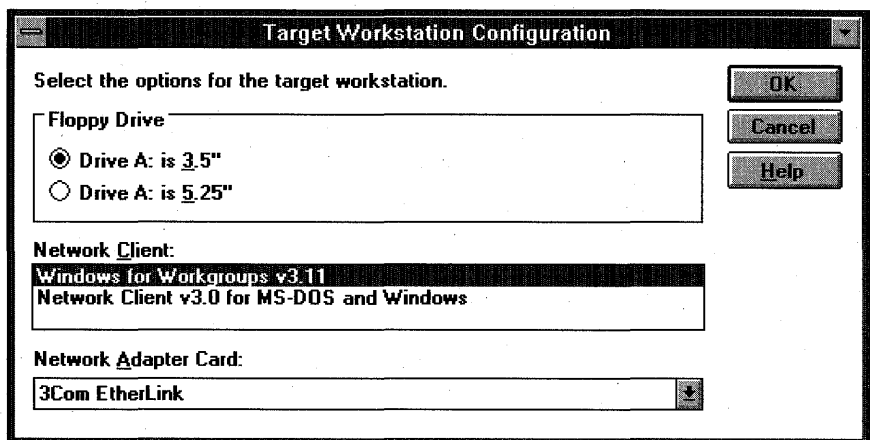 Target Workstation Configuration
Select the options for the target workstation.
OK
Floppy Drive
Cancel
Drive A: is 3.5"
Help
Drive A: is 5.25"
Network Client:
Windows for Workgroups v3.11
Network Client v3.0 for MS-DOS and Windows
Network Adapter Card:
3Com EtherLink